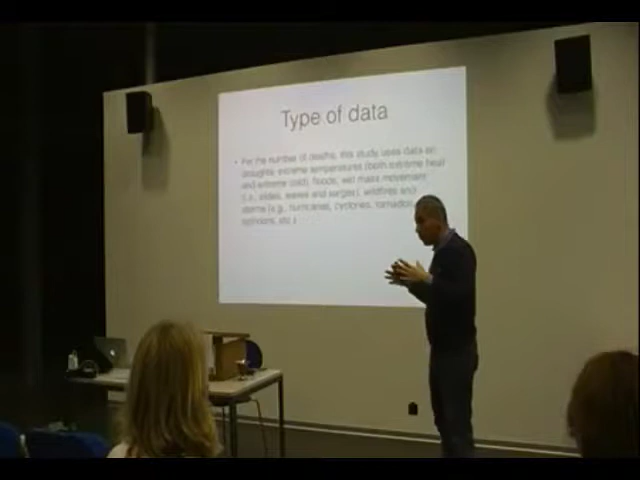 Type of data
• For the number of deaths, this study uses data on
droughts, extreme temperatures (both extreme heat
and extreme cold), floods, wet mass movement
(i.e., slides, waves and surges), wildfires and
storms (e.g., hurricanes, cyclones, tornados,
typhoons, etc.)